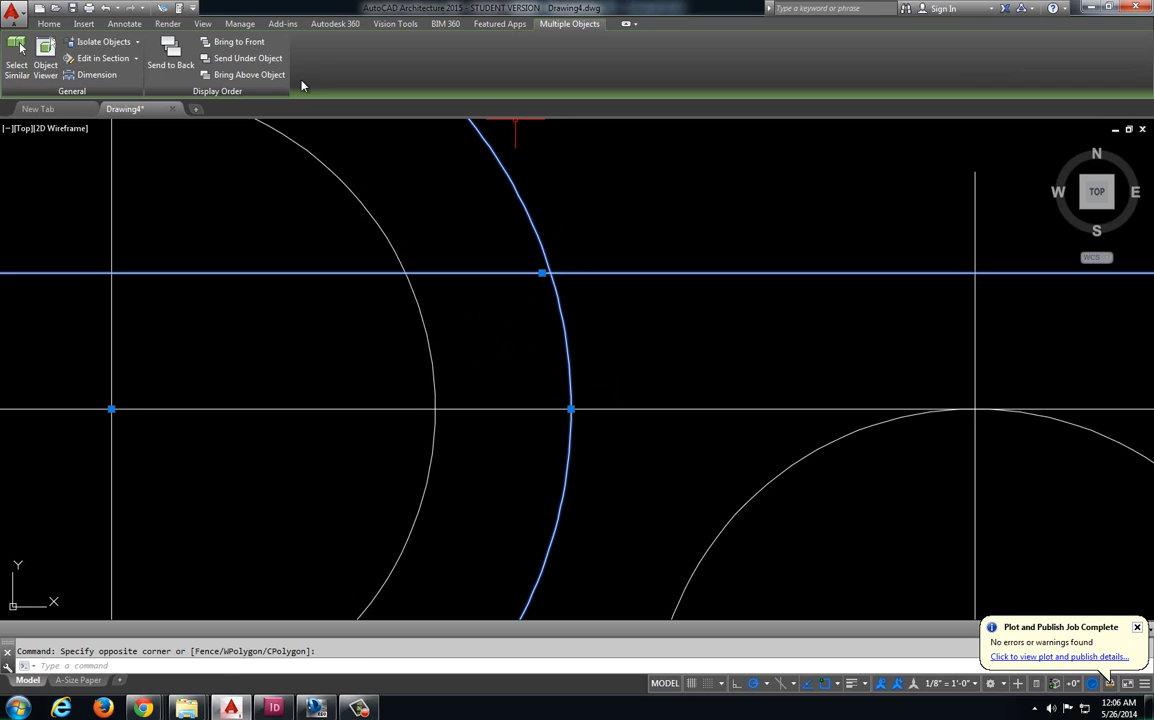 AutoCAD Architecture 2015 - STUDENT VERSION Drawing4.dwg
Type a keyword or phrase
Sign In
Home Insert Annotate Render View Manage Add-ins Autodesk 360 Vision Tools BIM 360 Featured Apps Multiple Objects
Select Similar
Object Viewer
Isolate Objects
Edit in Section
Dimension
General
Send to Back
Bring to Front
Send Under Object
Bring Above Object
Display Order
New Tab Drawing4*
[−][Top][2D Wireframe]
N
W TOP E
S
WCS
Y
X
Plot and Publish Job Complete
No errors or warnings found
Click to view plot and publish details...
Command: Specify opposite corner or [Fence/WPolygon/CPolygon]:
Type a command
Model A-Size Paper
MODEL 1/8" = 1'-0" +0"
12:06 AM
5/26/2014